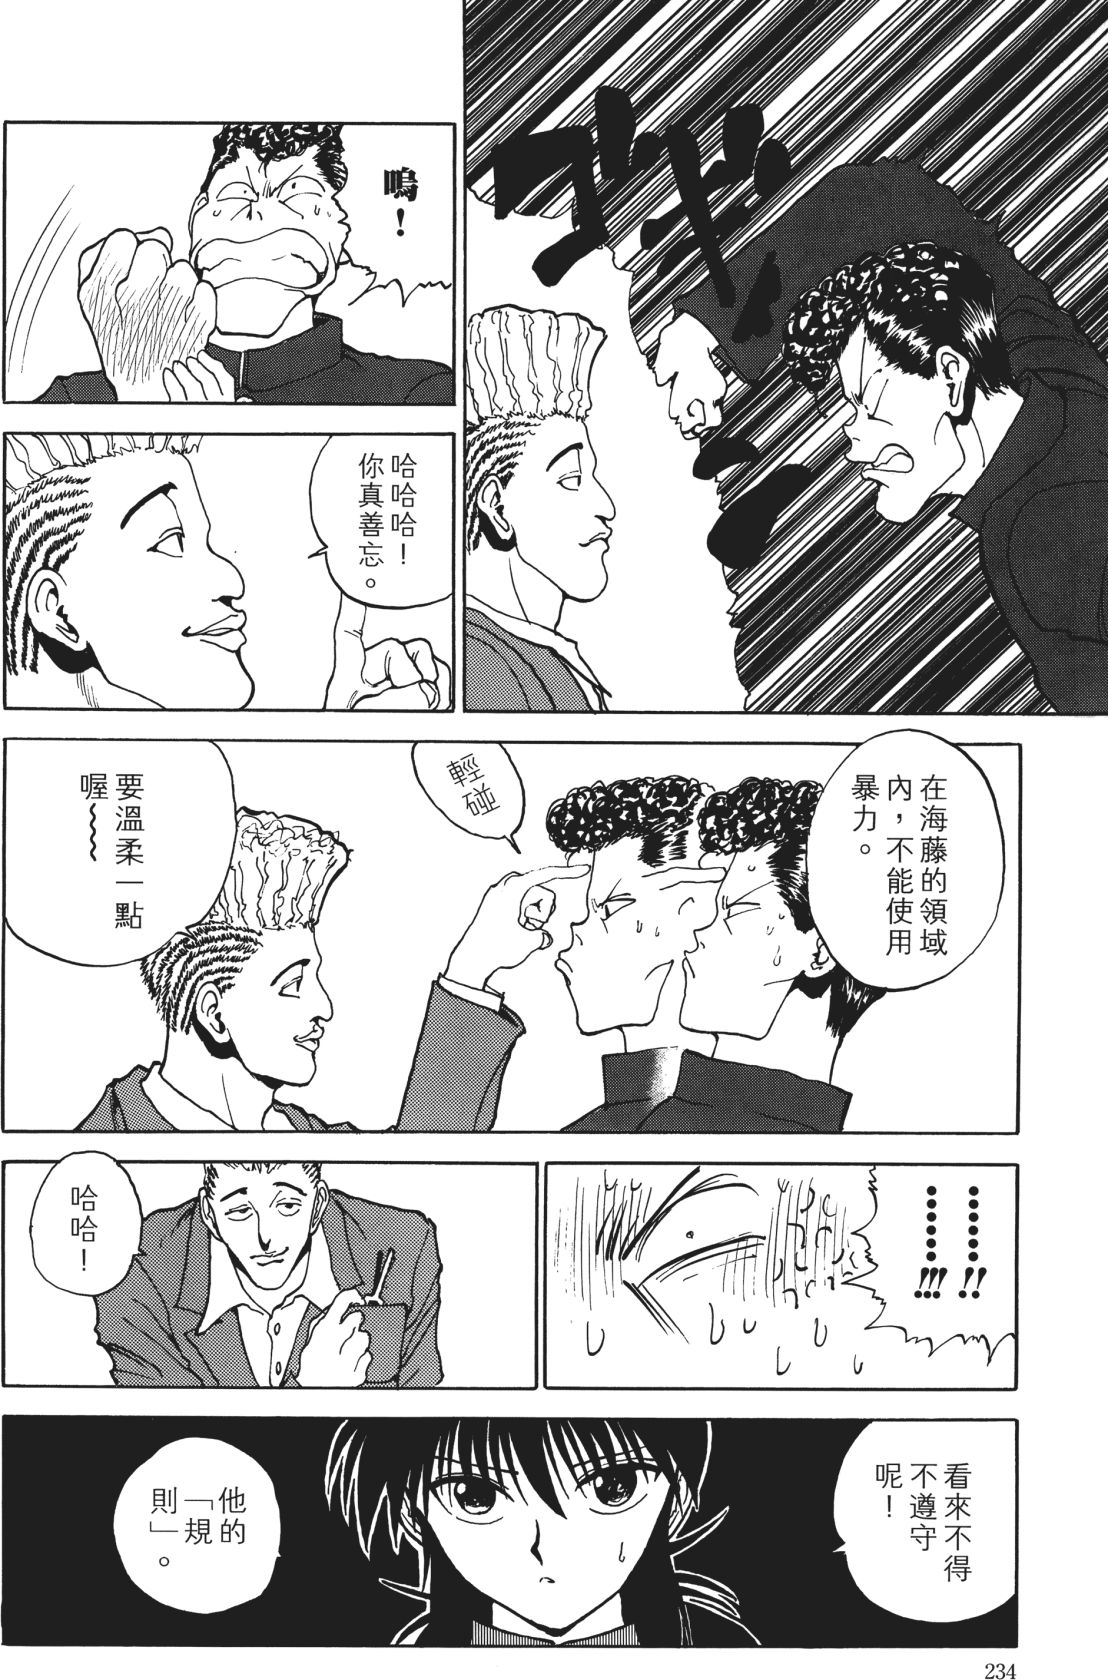 ズギッ
嗚！
哈哈哈！
你真善忘。
在海藤的領域
內，不能使用
暴力。
輕碰
要溫柔一點
喔～～
……!!
……!!!
哈哈！
看來不得
不遵守
呢！
他的
「規
則」。
234